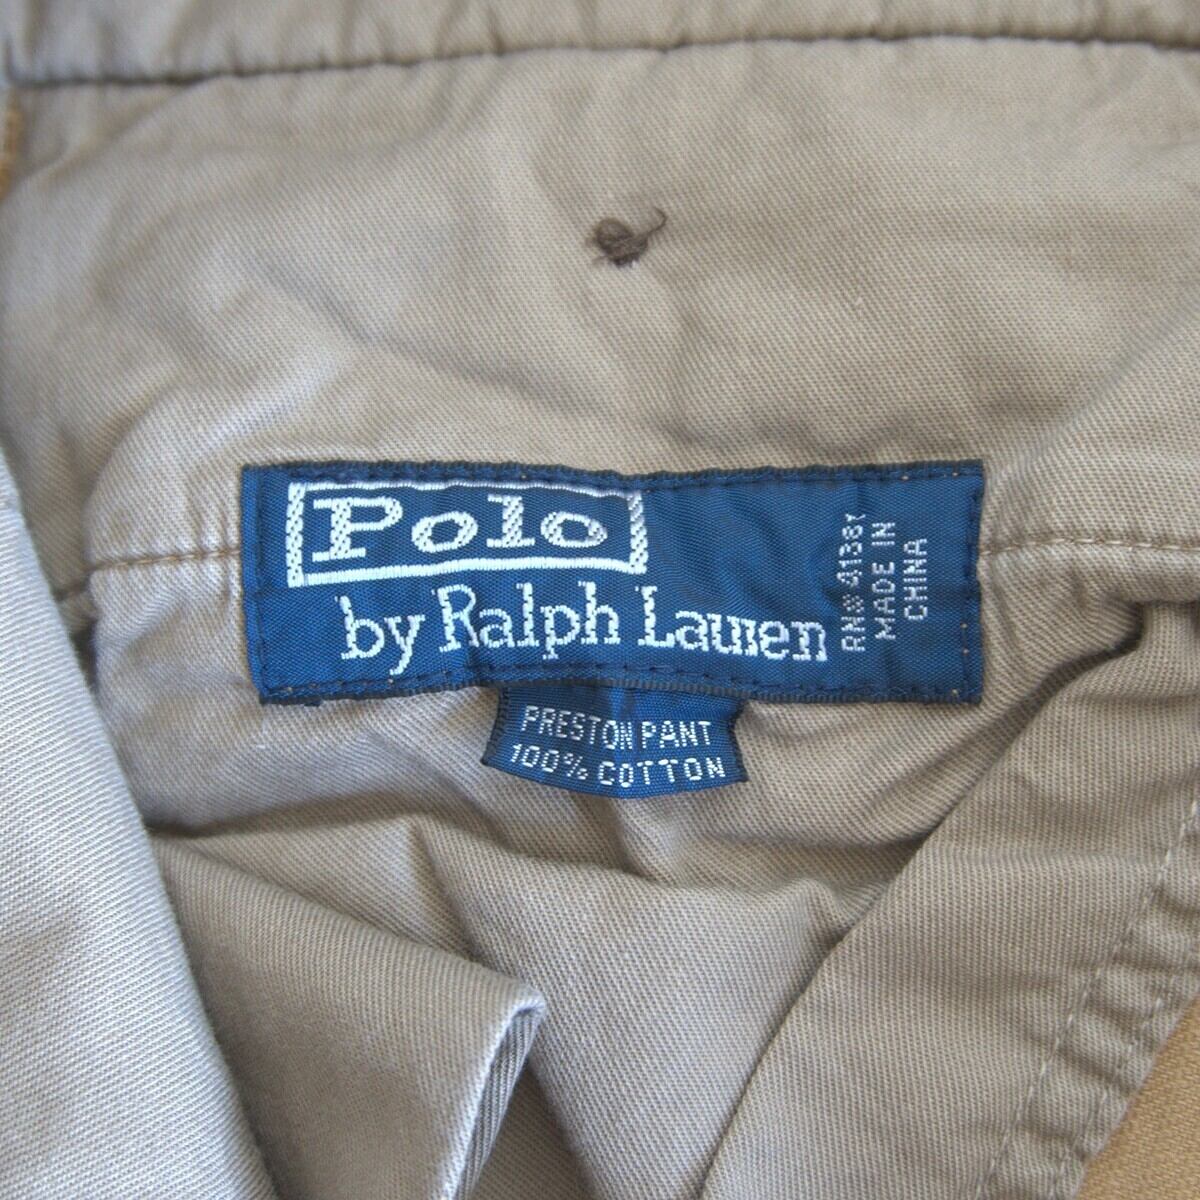 Polo
by Ralph Lauren
RN# 41381
MADE IN
CHINA
PRESTON PANT
100% COTTON